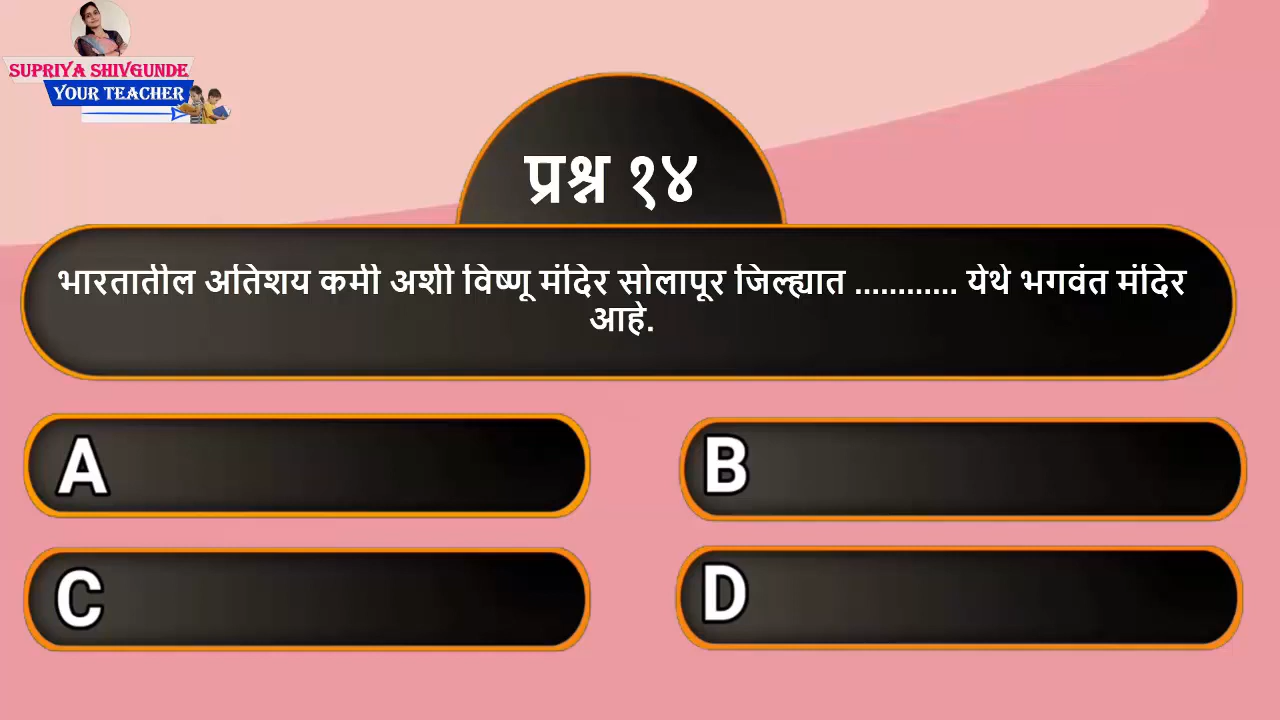 SUPRIYA SHIVGUNDE
YOUR TEACHER
प्रश्न १४
भारतातील अतिशय कमी अशी विष्णू मंदिर सोलापूर जिल्ह्यात ............ येथे भगवंत मंदिर
आहे.
A
B
C
D